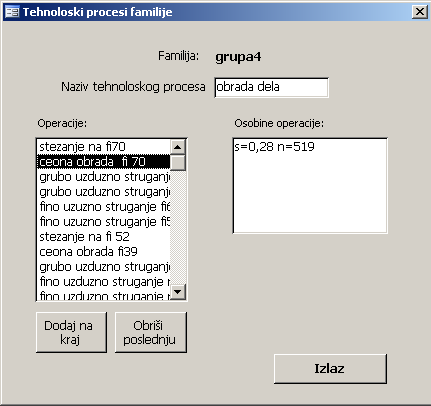 Tehnoloski procesi familije
Familija: grupa4
Naziv tehnoloskog procesa obrada dela
Operacije:
Osobine operacije:
stezanje na fi70
ceona obrada fi 70
grubo uzduzno struganje
grubo uzduzno struganje
fino uzuzno struganje fi6
fino uzuzno struganje fi5
stezanje na fi 52
ceona obrada fi39
grubo uzduzno struganje
fino uzduzno struganje n
fino uzduzno struganje n
s=0,28 n=519
Dodaj na
kraj
Obriši
poslednju
Izlaz